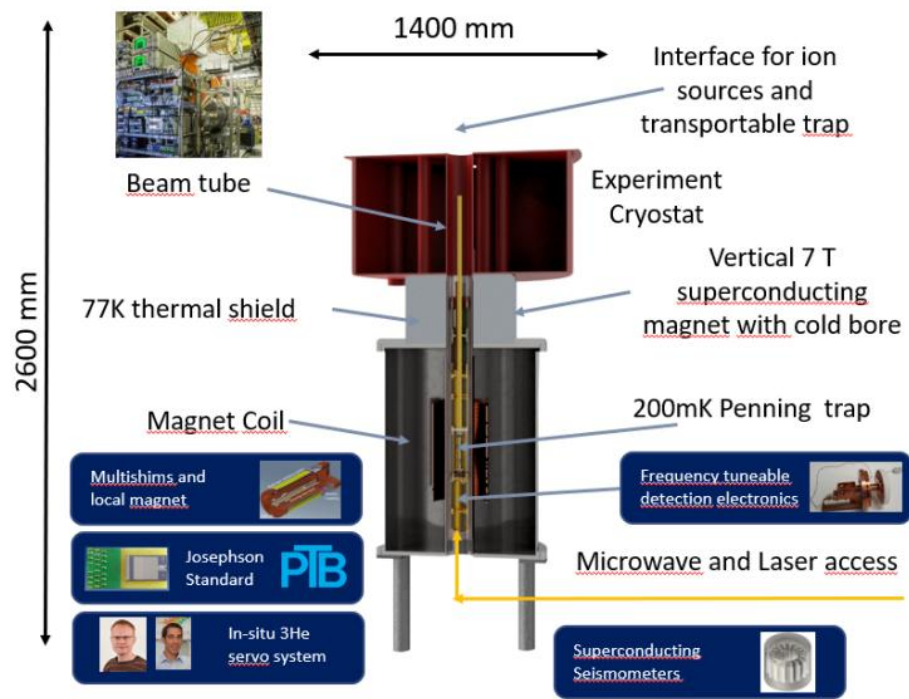 1400 mm
2600 mm
Interface for ion
sources and
transportable trap
Beam tube
Experiment
Cryostat
Vertical 7 T
superconducting
magnet with cold bore
77K thermal shield
200mK Penning trap
Magnet Coil
Multishims and
local magnet
Frequency tuneable
detection electronics
Josephson
Standard
PTB
Microwave and Laser access
In-situ 3He
servo system
Superconducting
Seismometers